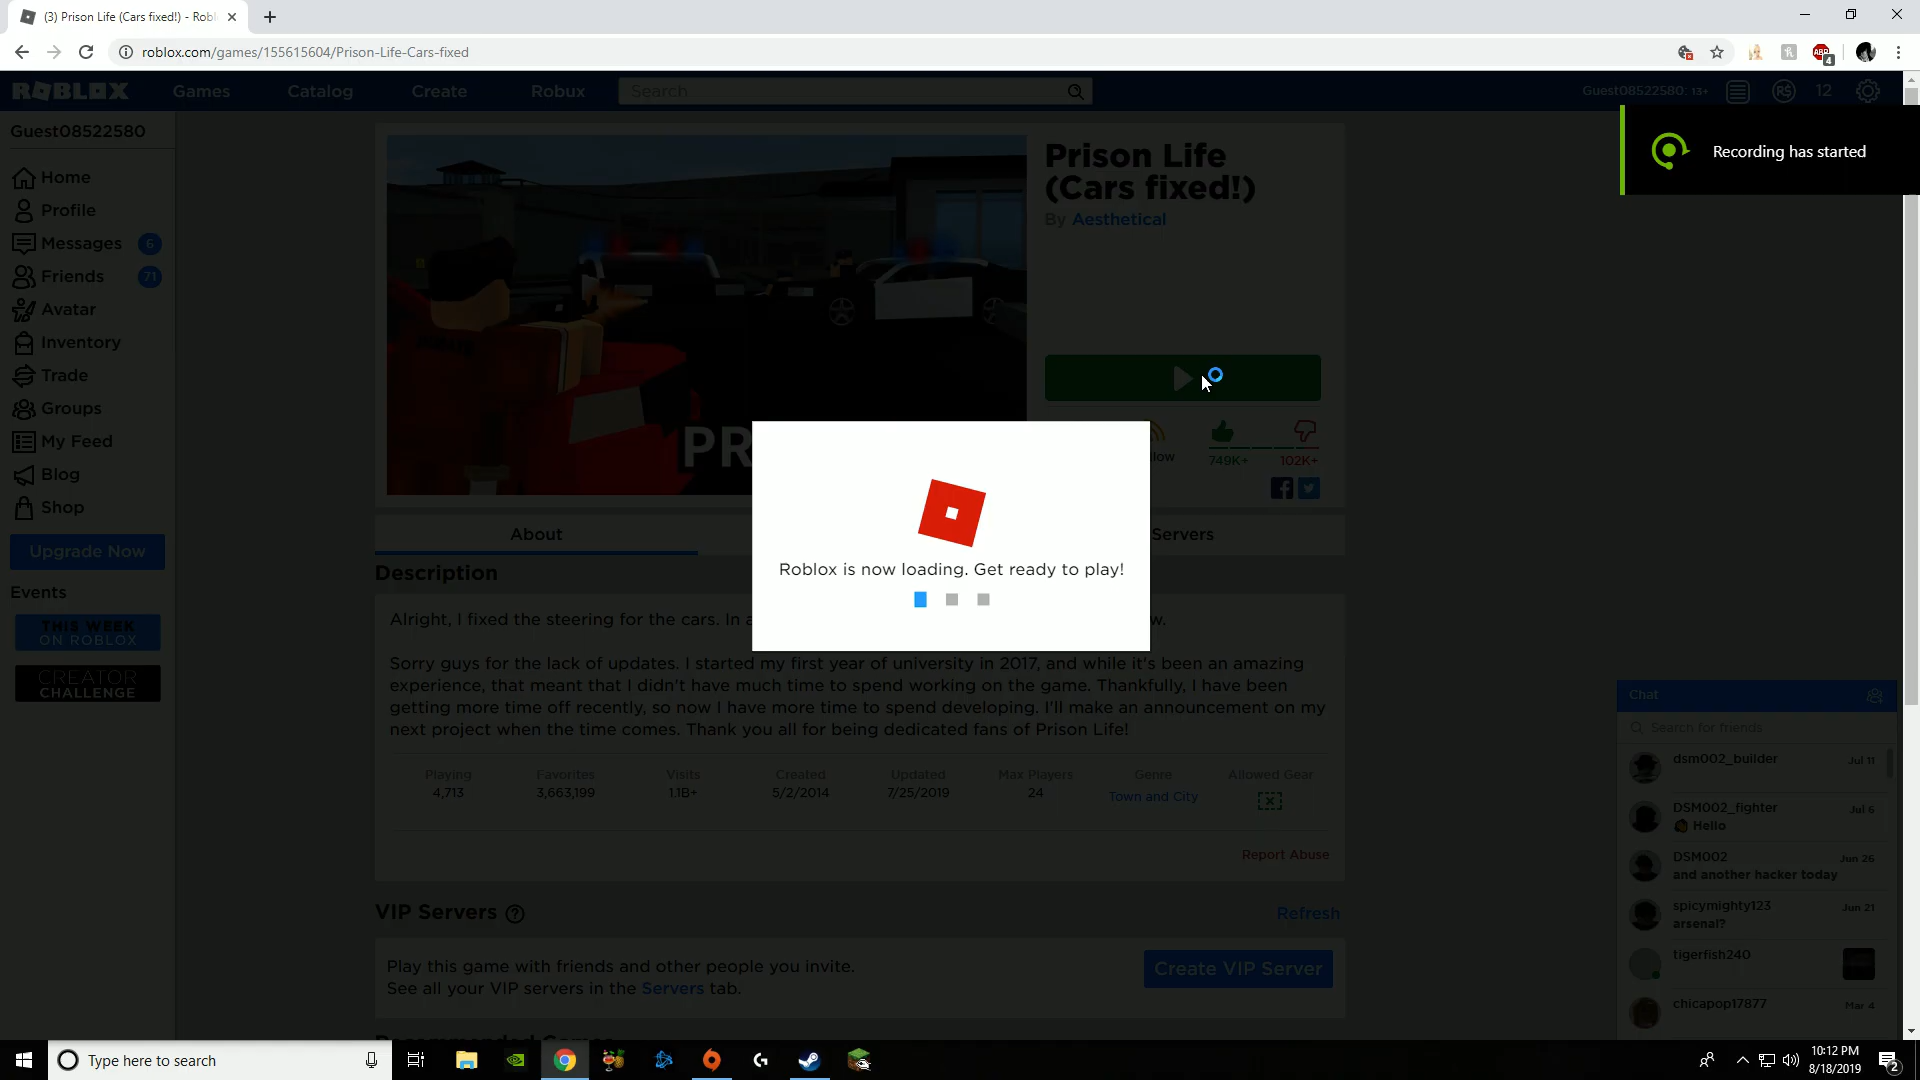 (3) Prison Life (Cars fixed!) - Robl
roblox.com/games/155615604/Prison-Life-Cars-fixed
ABP
4
ROBLOX
Games
Catalog
Create
Robux
Search
Guest08522580: 13+
R$
12
Recording has started
Guest08522580
Home
Profile
Messages 6
Friends 71
Avatar
Inventory
Trade
Groups
My Feed
Blog
Shop
Upgrade Now
Events
THIS WEEK
ON ROBLOX
CREATOR
CHALLENGE
Prison Life
(Cars fixed!)
By Aesthetical
PR
llow
749K+
102K+
Roblox is now loading. Get ready to play!
About
Servers
Description
Alright, I fixed the steering for the cars. In a
w.
Sorry guys for the lack of updates. I started my first year of university in 2017, and while it's been an amazing
experience, that meant that I didn't have much time to spend working on the game. Thankfully, I have been
getting more time off recently, so now I have more time to spend developing. I'll make an announcement on my
next project when the time comes. Thank you all for being dedicated fans of Prison Life!
Playing Favorites Visits Created Updated Max Players Genre Allowed Gear
4,713 3,663,199 1.1B+ 5/2/2014 7/25/2019 24 Town and City
Report Abuse
VIP Servers
Refresh
Play this game with friends and other people you invite.
See all your VIP servers in the Servers tab.
Create VIP Server
Recommended Games
Chat
Search for friends
dsm002_builder Jul 11
DSM002_fighter Jul 6
Hello
DSM002 Jun 26
and another hacker today
spicymighty123 Jun 21
arsenal?
tigerfish240
chicapop17877 Mar 4
Type here to search
10:12 PM
8/18/2019
2